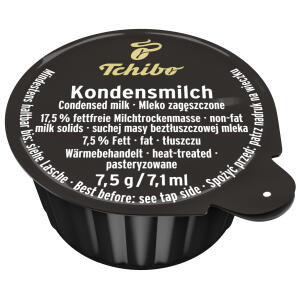 Tchibo
Kondensmilch
Condensed milk · Mleko zagęszczone
17,5 % fettfreie Milchtrockenmasse · non-fat
milk solids · suchej masy beztłuszczowej mleka
7,5 % Fett · fat · tłuszczu
Wärmebehandelt · heat-treated ·
pasteryzowane
7,5 g / 7,1 ml
Mindestens haltbar bis: siehe Lasche · Best before: see tap side · Spożyć przed: patrz nadruk na wieczku